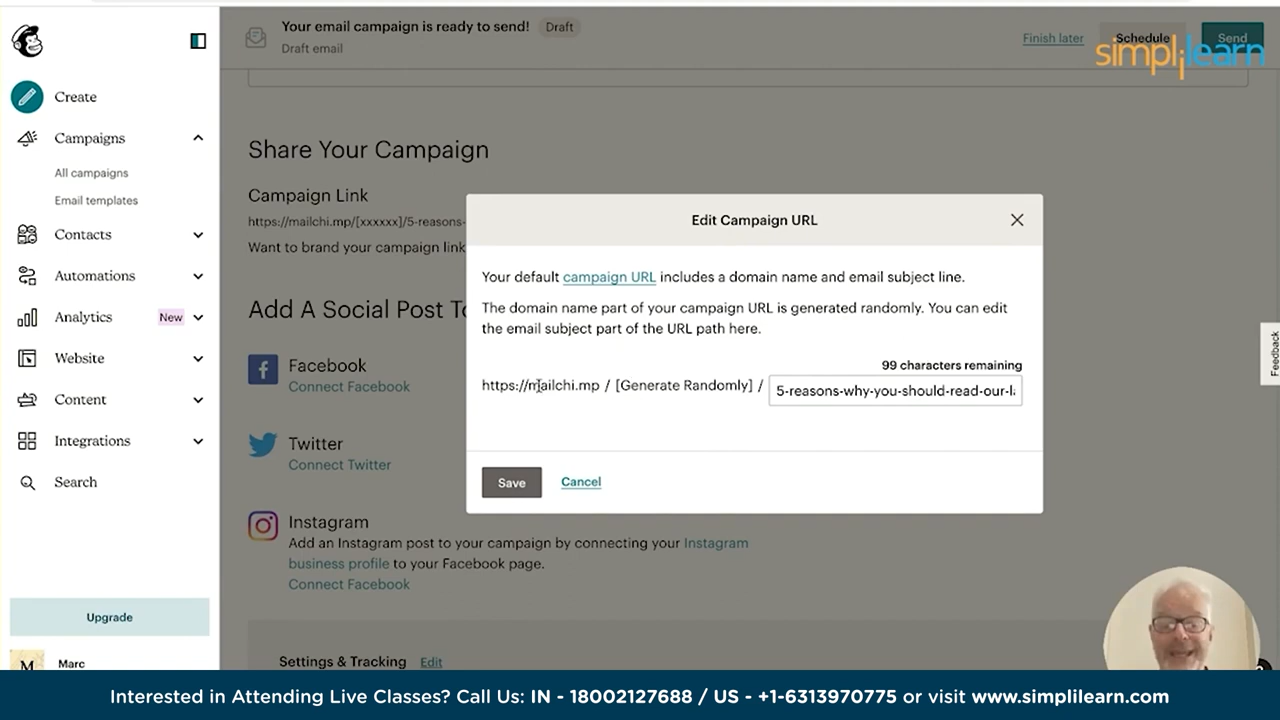 Your email campaign is ready to send!
Draft
Draft email
Finish later
Schedule
Send
simplilearn
Create
Campaigns
All campaigns
Email templates
Contacts
Automations
Analytics
New
Website
Content
Integrations
Search
Upgrade
M
Marc
Share Your Campaign
Campaign Link
https://mailchi.mp/[xxxxxx]/5-reasons-
Want to brand your campaign link
Add A Social Post To
Facebook
Connect Facebook
Twitter
Connect Twitter
Instagram
Add an Instagram post to your campaign by connecting your Instagram
business profile to your Facebook page.
Connect Facebook
Settings & Tracking
Edit
Edit Campaign URL
Your default campaign URL includes a domain name and email subject line.
The domain name part of your campaign URL is generated randomly. You can edit
the email subject part of the URL path here.
99 characters remaining
https://mailchi.mp / [Generate Randomly] /
5-reasons-why-you-should-read-our-la
Save
Cancel
Feedback
Interested in Attending Live Classes? Call Us: IN - 18002127688 / US - +1-6313970775 or visit www.simplilearn.com